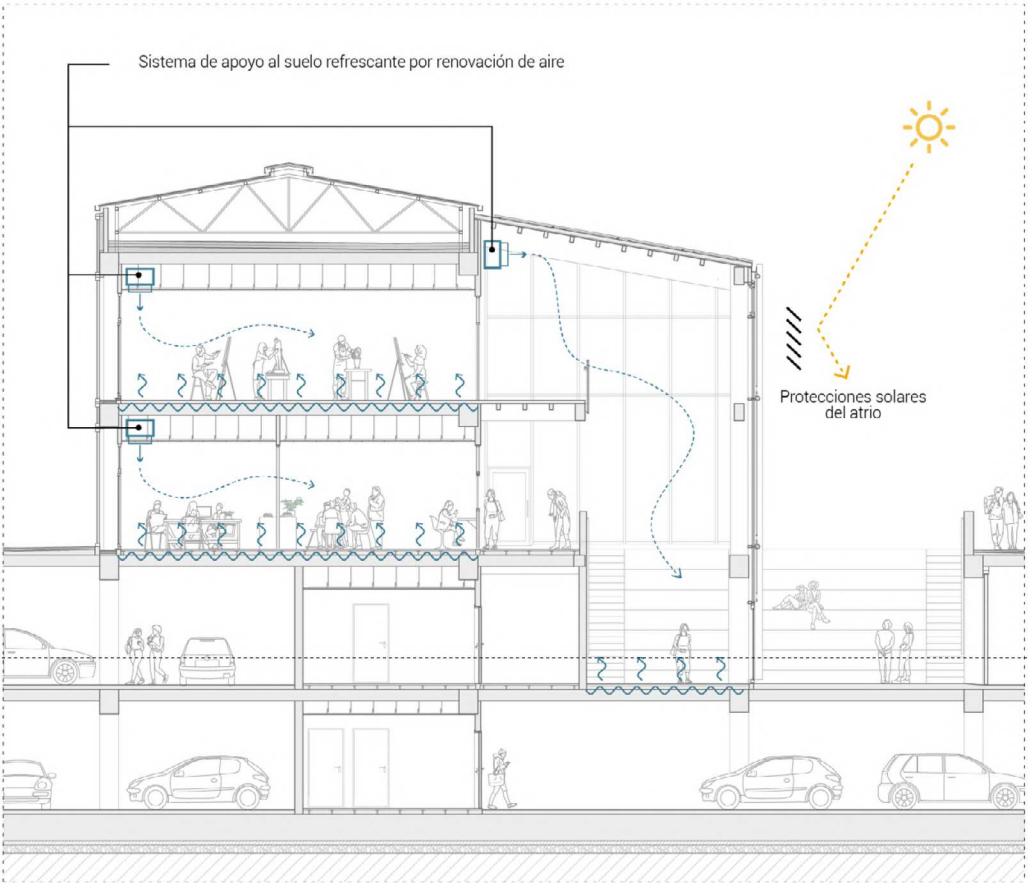 Sistema de apoyo al suelo refrescante por renovación de aire
Protecciones solares
del atrio